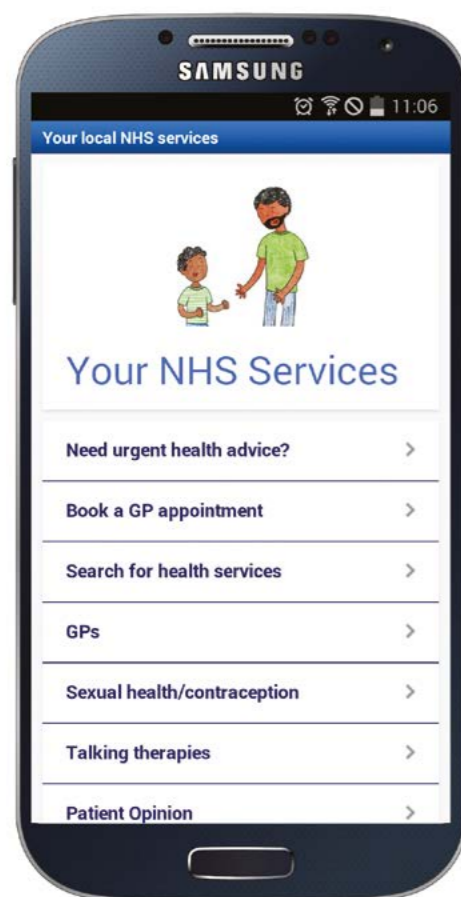 SAMSUNG
11:06
Your local NHS services
Your NHS Services
Need urgent health advice?
Book a GP appointment
Search for health services
GPs
Sexual health/contraception
Talking therapies
Patient Opinion